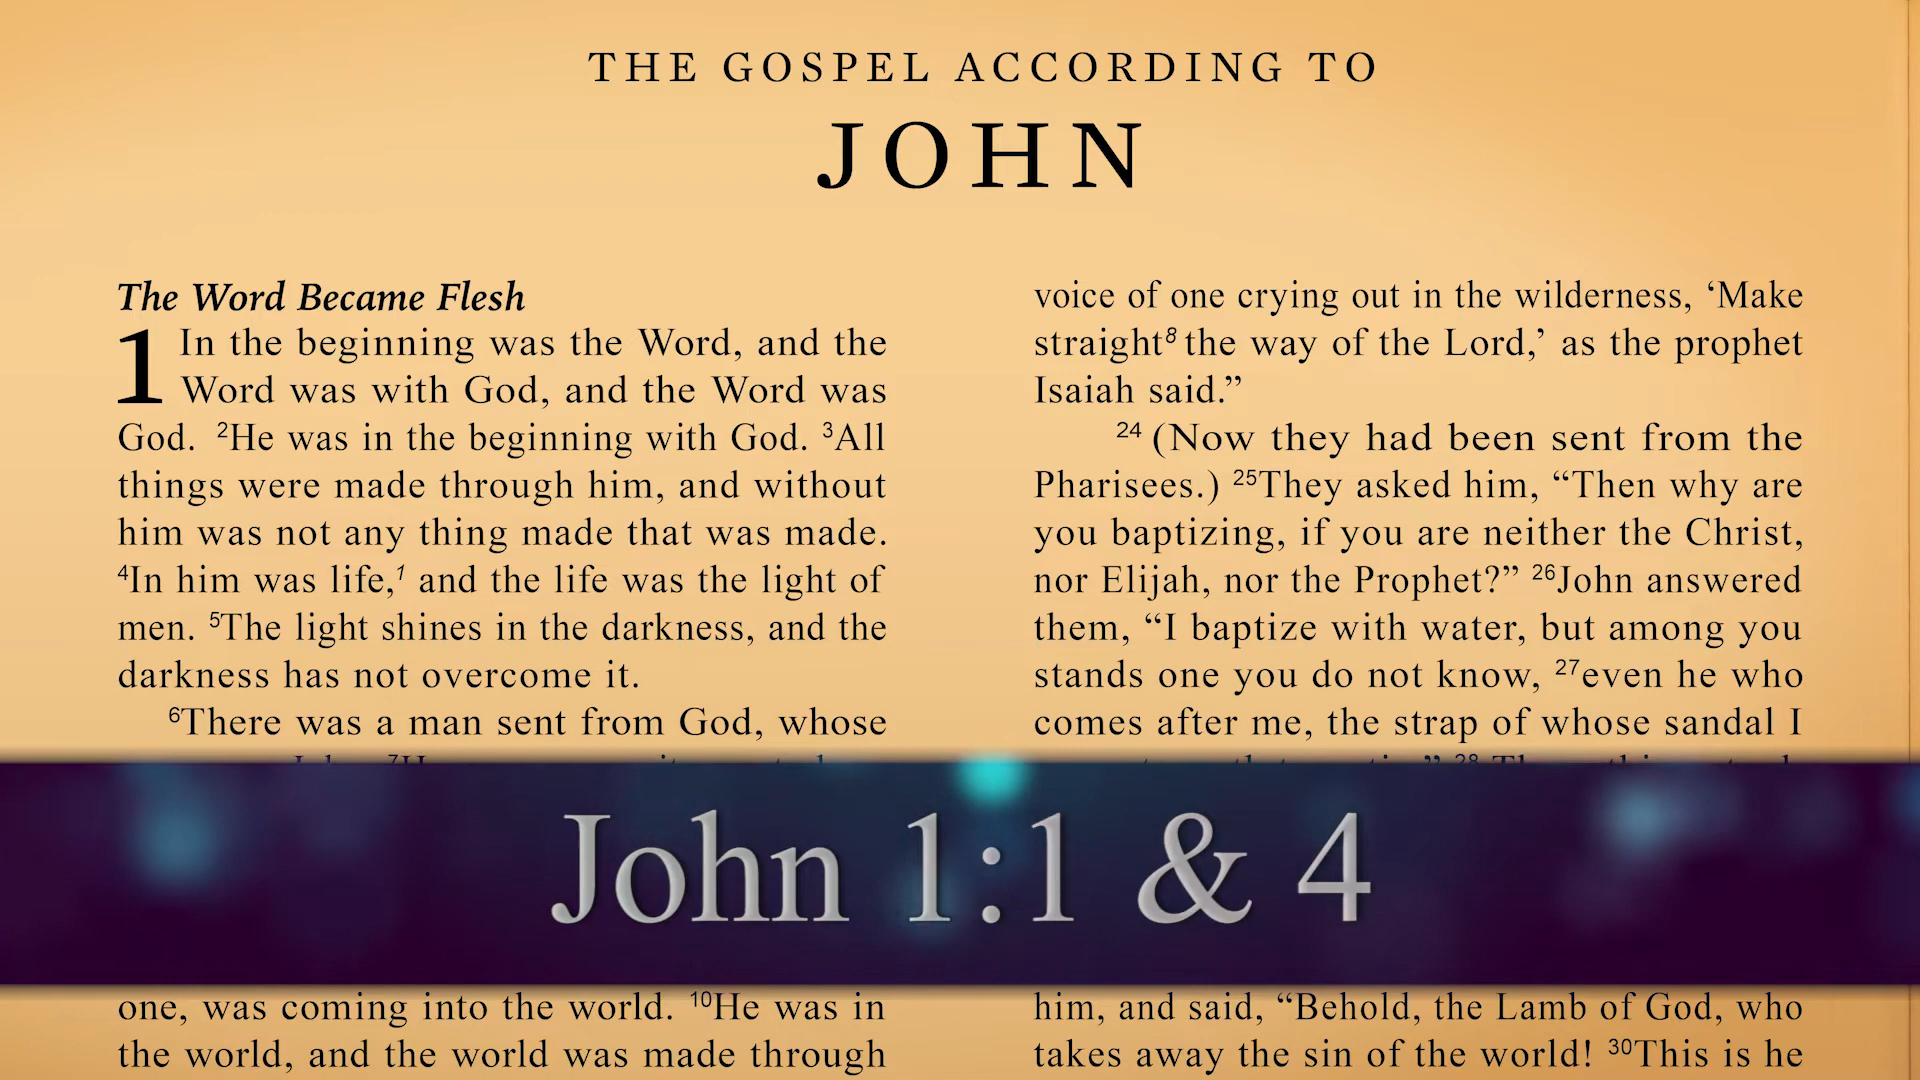 THE GOSPEL ACCORDING TO
JOHN
The Word Became Flesh
1 In the beginning was the Word, and the
Word was with God, and the Word was
God. 2He was in the beginning with God. 3All
things were made through him, and without
him was not any thing made that was made.
4In him was life,1 and the life was the light of
men. 5The light shines in the darkness, and the
darkness has not overcome it.
6There was a man sent from God, whose
one, was coming into the world. 10He was in
the world, and the world was made through
voice of one crying out in the wilderness, ‘Make
straight8 the way of the Lord,’ as the prophet
Isaiah said.”
24 (Now they had been sent from the
Pharisees.) 25They asked him, “Then why are
you baptizing, if you are neither the Christ,
nor Elijah, nor the Prophet?” 26John answered
them, “I baptize with water, but among you
stands one you do not know, 27even he who
comes after me, the strap of whose sandal I
him, and said, “Behold, the Lamb of God, who
takes away the sin of the world! 30This is he
John 1:1 & 4